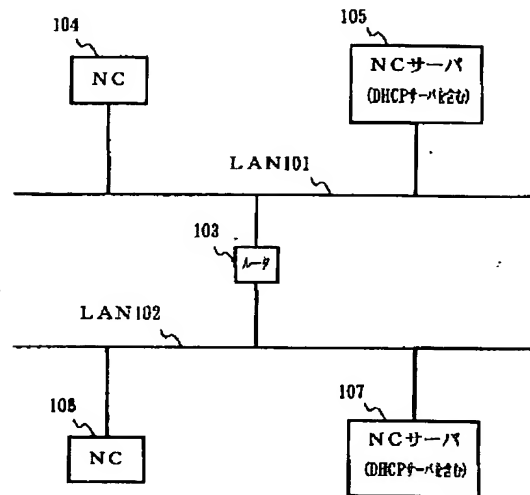 104
NC
105
NCサーバ
(DHCPサーバを含む)
LAN101
103
ルータ
LAN102
108
NC
107
NCサーバ
(DHCPサーバを含む)